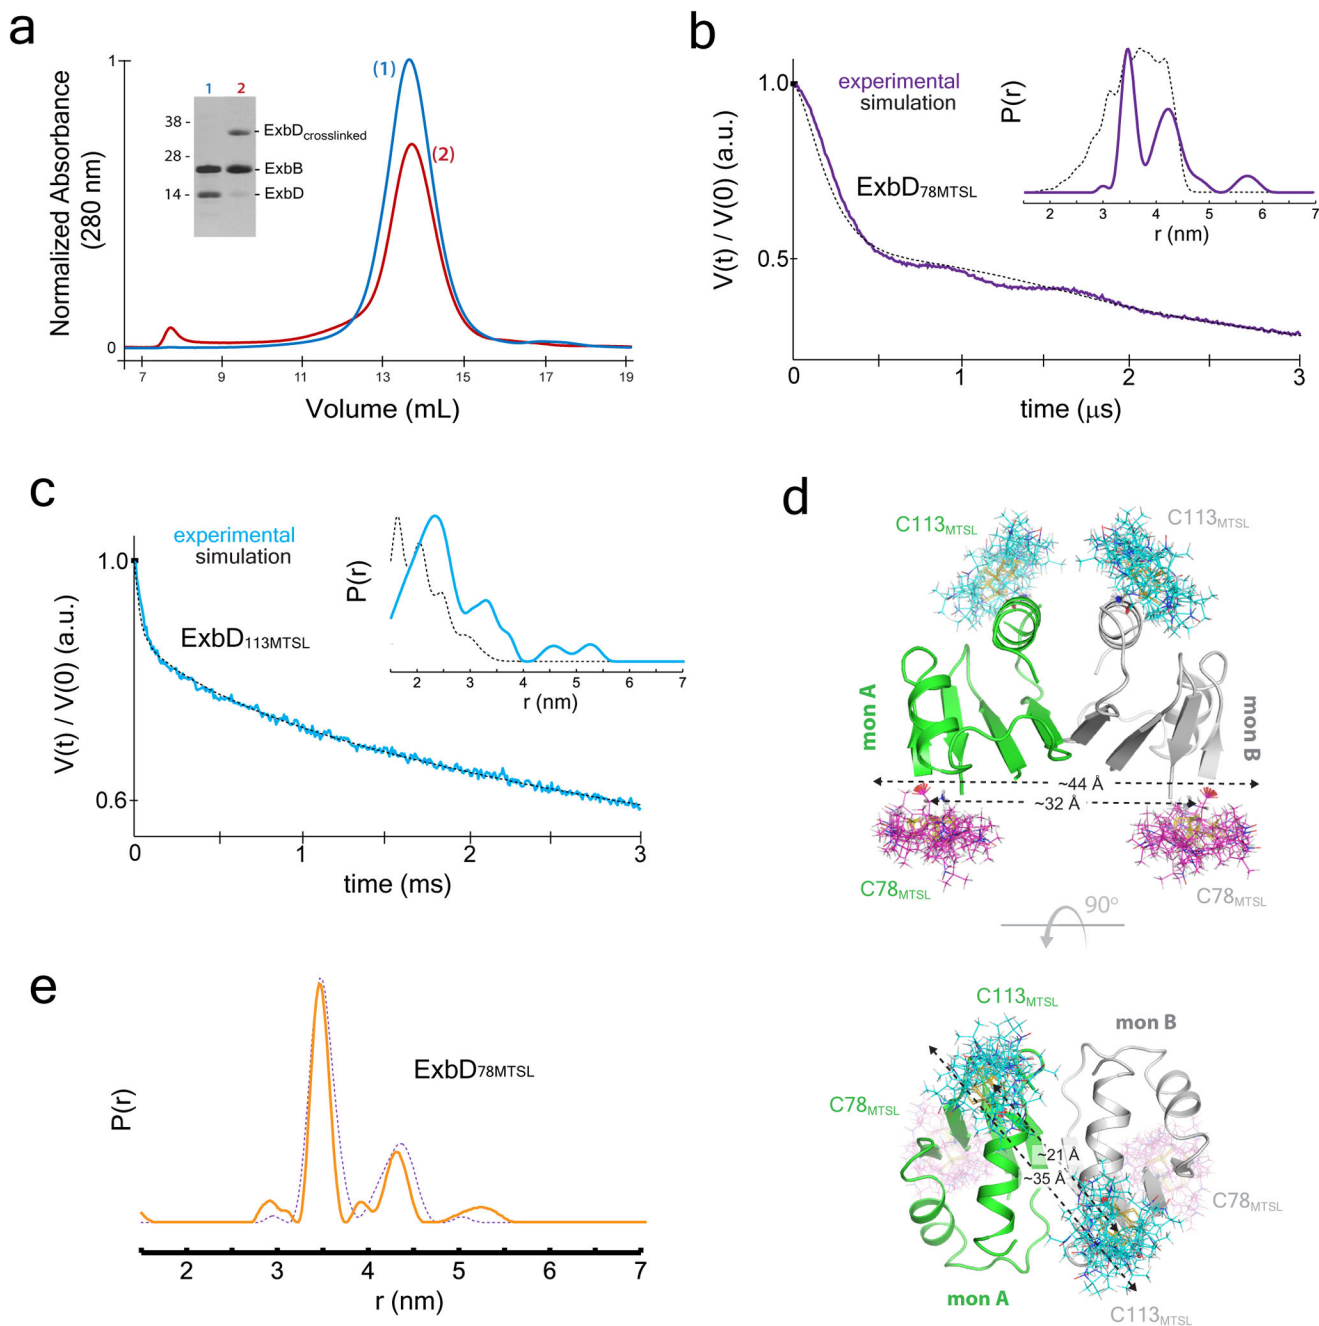 a
Normalized Absorbance
(280 nm)
1
0
1 2
38 -
28 -
14 -
ExbDcrosslinked
ExbB
ExbD
(1)
(2)
7 9 11 13 15 17 19
Volume (mL)
b
V(t) / V(0) (a.u.)
1.0
0.5
experimental
simulation
ExbD78MTSL
P(r)
2 3 4 5 6 7
r (nm)
0 1 2 3
time (μs)
c
V(t) / V(0) (a.u.)
1.0
0.6
experimental
simulation
ExbD113MTSL
P(r)
2 3 4 5 6 7
r (nm)
0 1 2 3
time (ms)
d
C113MTSL
C113MTSL
mon A
mon B
~44 Å
~32 Å
C78MTSL
C78MTSL
90o
C113MTSL
mon B
C78MTSL
~21 Å
~35 Å
C78MTSL
mon A
C113MTSL
e
P(r)
ExbD78MTSL
2 3 4 5 6 7
r (nm)